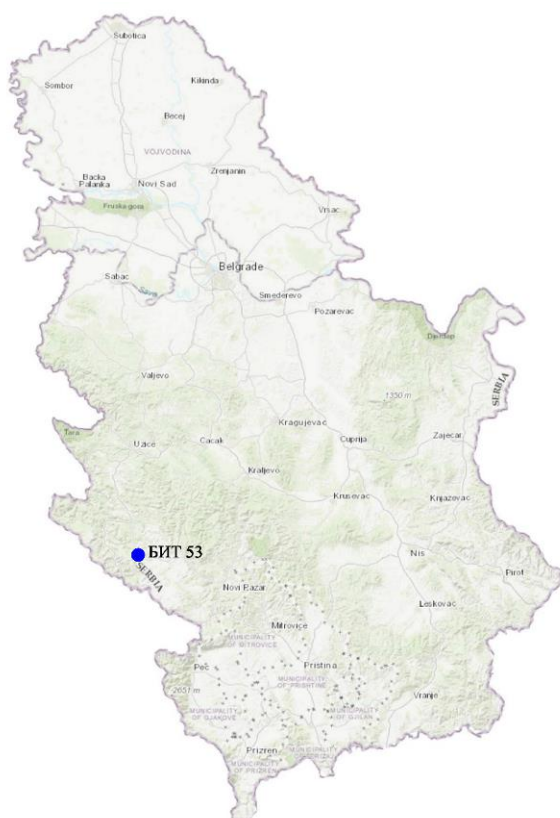 Subotica
Kikinda
Sombor
Becej
VOJVODINA
Backa
Palanka
Novi Sad
Zrenjanin
Fruska gora
Vrsac
Belgrade
Sabac
Sava
Smederevo
Pozarevac
Djerdap
Valjevo
1350 m
SERBIA
Kragujevac
Tara
Uzice
Cacak
Cuprija
Zajecar
Kraljevo
Krusevac
Knjazevac
БИТ 53
SERBIA
Nis
Pirot
Novi Pazar
Leskovac
Mitrovice
MUNICIPALITY
OF MITROVICE
Peć
Pristina
2657 m
MUNICIPALITY
OF PRISHTINE
Vranje
MUNICIPALITY
OF GJAKOVE
MUNICIPALITY
OF GJILAN
Prizren
MUNICIPALITY
MUNICIPALITY
OF PRIZREN